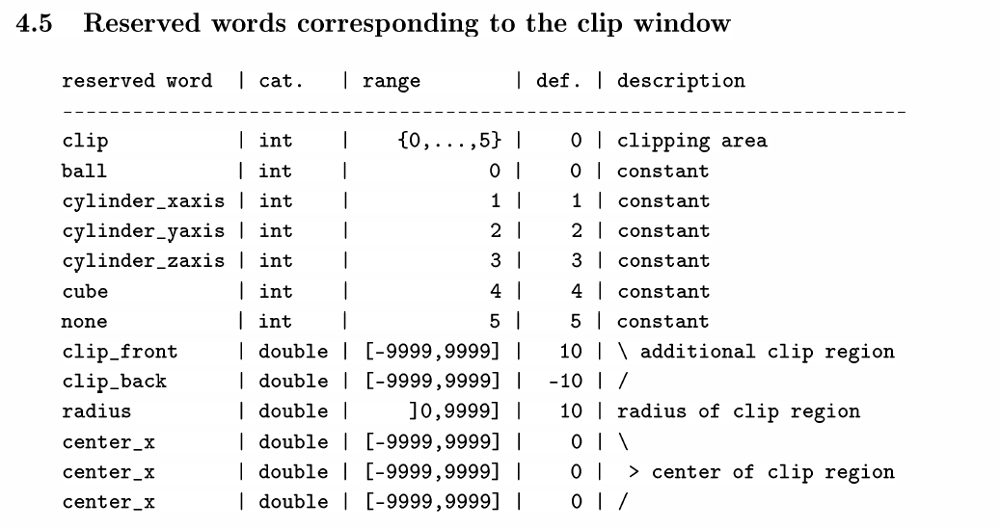 4.5 Reserved words corresponding to the clip window
reserved word | cat. | range | def. | description
-------------------------------------------------------------------------
clip | int | {0,...,5} | 0 | clipping area
ball | int | 0 | 0 | constant
cylinder_xaxis | int | 1 | 1 | constant
cylinder_yaxis | int | 2 | 2 | constant
cylinder_zaxis | int | 3 | 3 | constant
cube | int | 4 | 4 | constant
none | int | 5 | 5 | constant
clip_front | double | [-9999,9999] | 10 | \ additional clip region
clip_back | double | [-9999,9999] | -10 | /
radius | double | ]0,9999] | 10 | radius of clip region
center_x | double | [-9999,9999] | 0 | \
center_x | double | [-9999,9999] | 0 | > center of clip region
center_x | double | [-9999,9999] | 0 | /